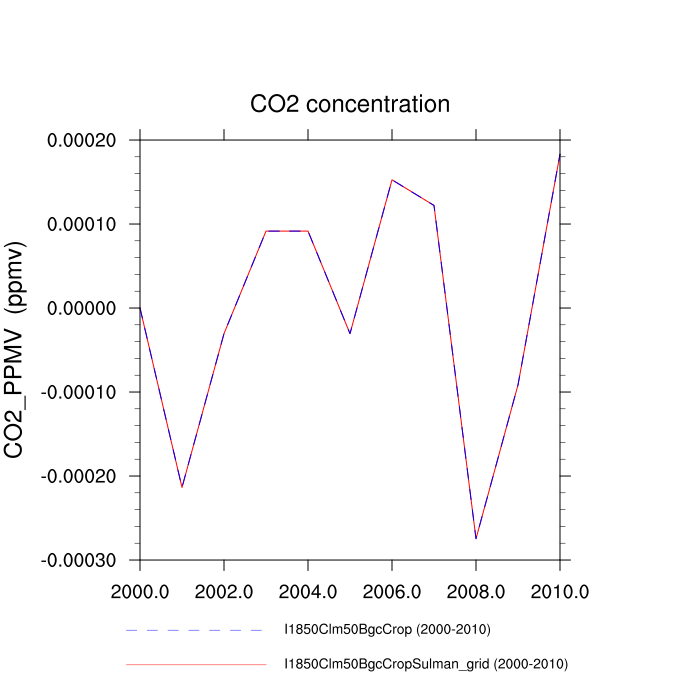 CO2 concentration
CO2_PPMV (ppmv)
0.00020
0.00010
0.00000
-0.00010
-0.00020
-0.00030
2000.0 2002.0 2004.0 2006.0 2008.0 2010.0
I1850Clm50BgcCrop (2000-2010)
I1850Clm50BgcCropSulman_grid (2000-2010)